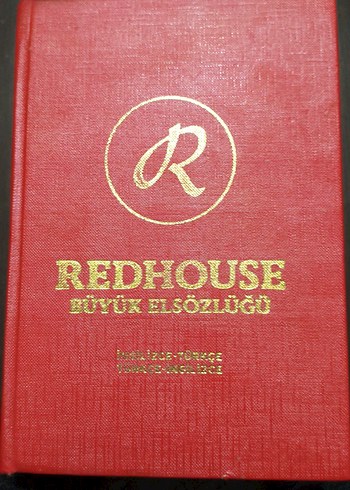 R
REDHOUSE
BÜYÜK ELSÖZLÜĞÜ
İNGİLİZCE-TÜRKÇE
TÜRKÇE-İNGİLİZCE